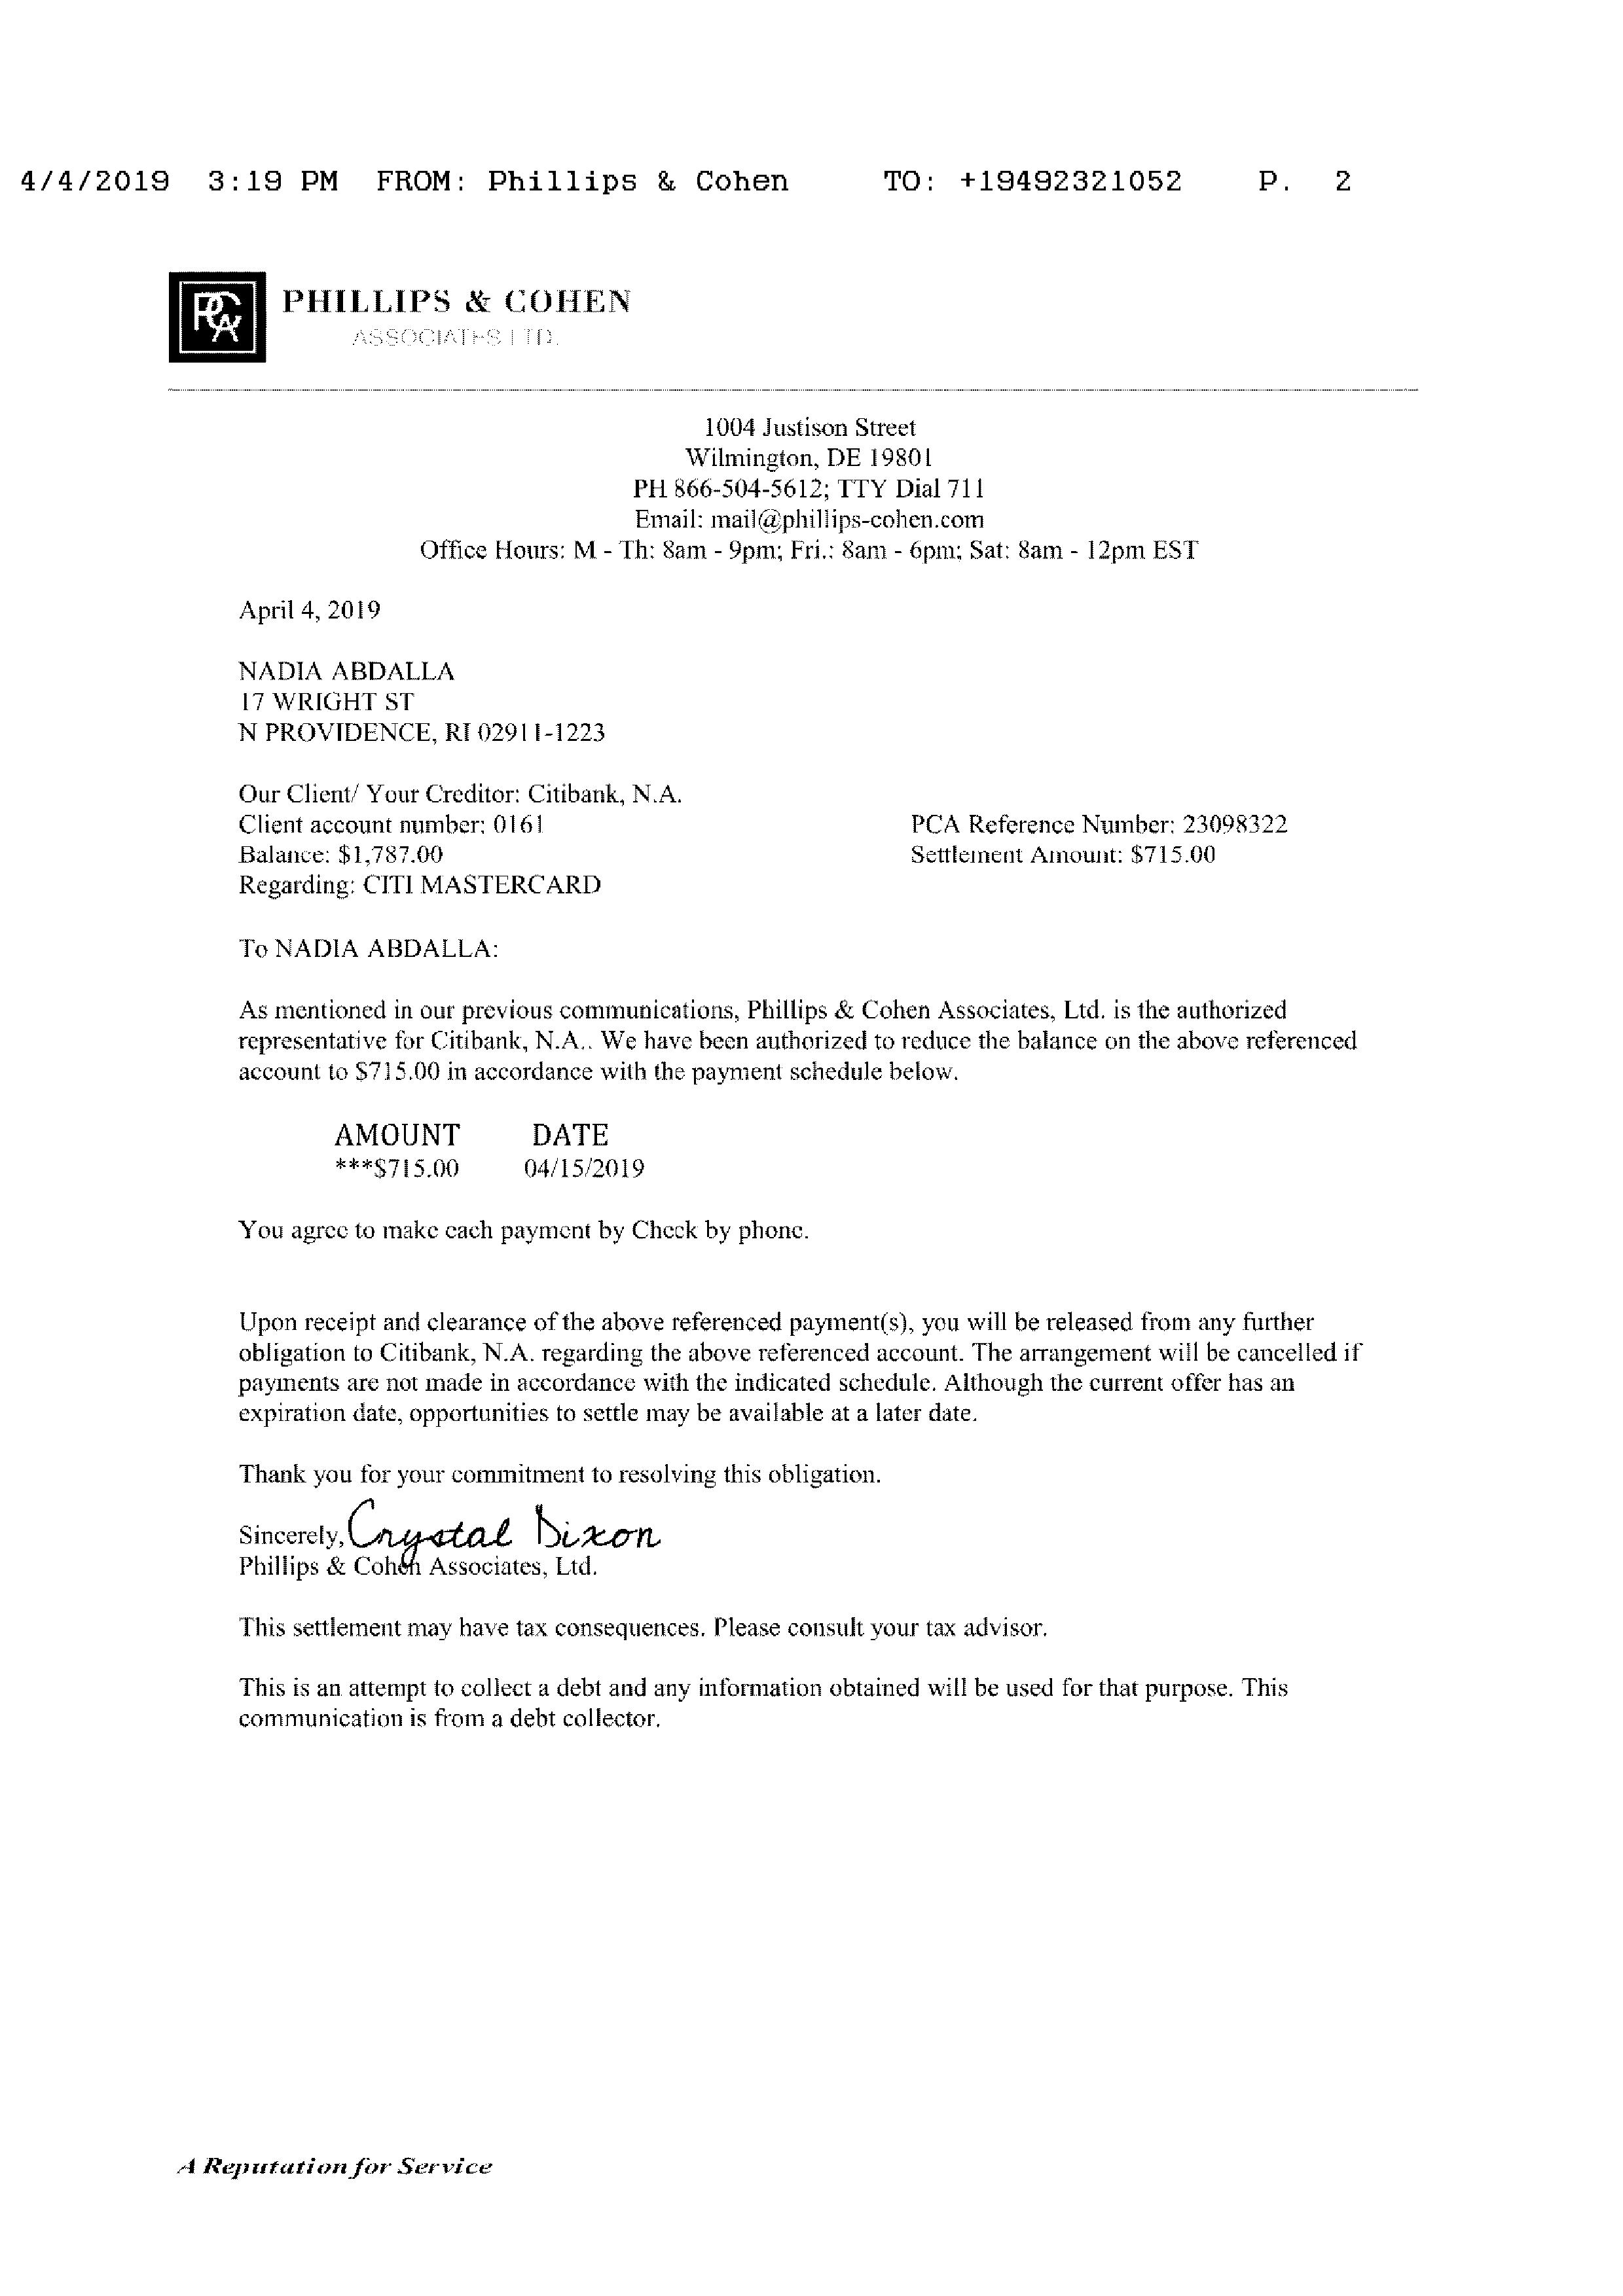 4/4/2019 3:19 PM FROM: Phillips & Cohen TO: +19492321052 P. 2
PCA
PHILLIPS & COHEN
ASSOCIATES LTD.
1004 Justison Street
Wilmington, DE 19801
PH 866-504-5612; TTY Dial 711
Email: mail@phillips-cohen.com
Office Hours: M - Th: 8am - 9pm; Fri.: 8am - 6pm; Sat: 8am - 12pm EST
April 4, 2019
NADIA ABDALLA
17 WRIGHT ST
N PROVIDENCE, RI 02911-1223
Our Client/ Your Creditor: Citibank, N.A.
Client account number: 0161 PCA Reference Number: 23098322
Balance: $1,787.00 Settlement Amount: $715.00
Regarding: CITI MASTERCARD
To NADIA ABDALLA:
As mentioned in our previous communications, Phillips & Cohen Associates, Ltd. is the authorized
representative for Citibank, N.A.. We have been authorized to reduce the balance on the above referenced
account to $715.00 in accordance with the payment schedule below.
AMOUNT DATE
***$715.00 04/15/2019
You agree to make each payment by Check by phone.
Upon receipt and clearance of the above referenced payment(s), you will be released from any further
obligation to Citibank, N.A. regarding the above referenced account. The arrangement will be cancelled if
payments are not made in accordance with the indicated schedule. Although the current offer has an
expiration date, opportunities to settle may be available at a later date.
Thank you for your commitment to resolving this obligation.
Sincerely, Crystal Dixon
Phillips & Cohen Associates, Ltd.
This settlement may have tax consequences. Please consult your tax advisor.
This is an attempt to collect a debt and any information obtained will be used for that purpose. This
communication is from a debt collector.
A Reputation for Service